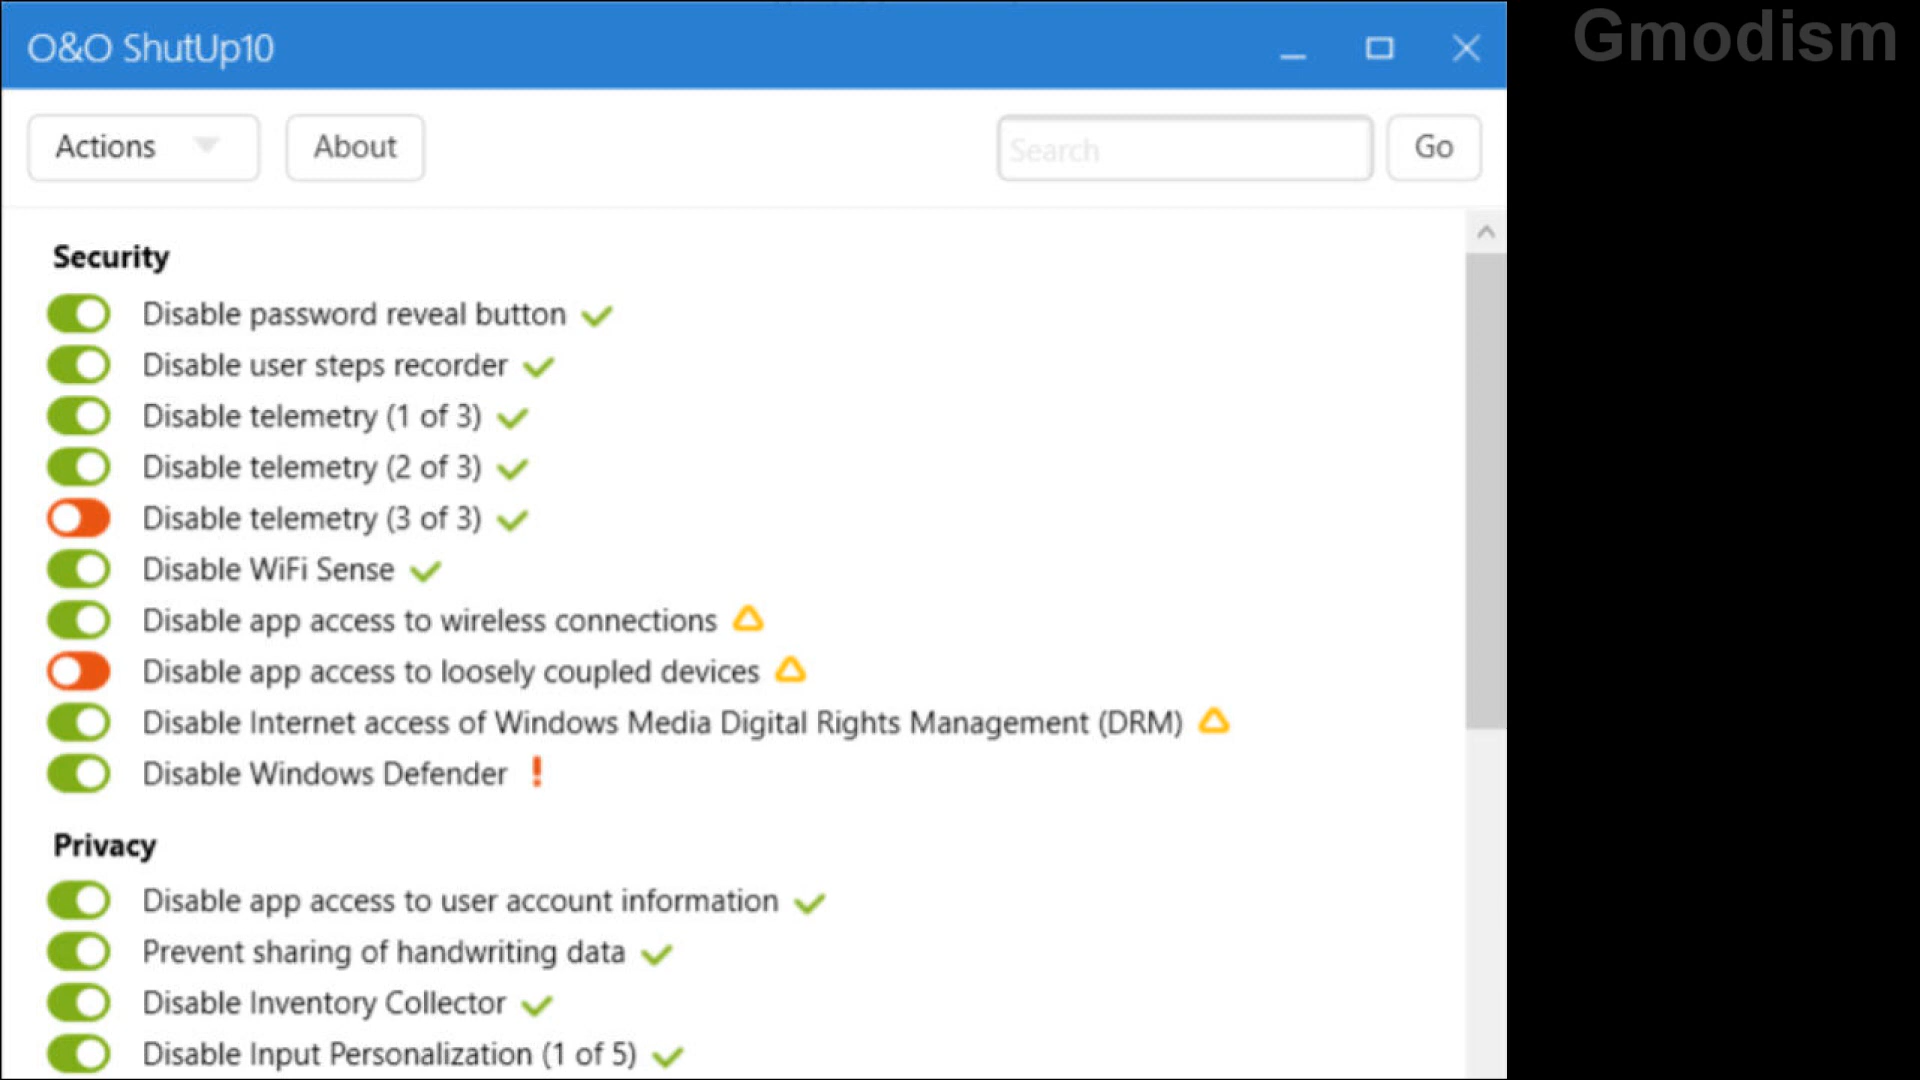 O&O ShutUp10
Gmodism
Actions
About
Search
Go
Security
Disable password reveal button
Disable user steps recorder
Disable telemetry (1 of 3)
Disable telemetry (2 of 3)
Disable telemetry (3 of 3)
Disable WiFi Sense
Disable app access to wireless connections
Disable app access to loosely coupled devices
Disable Internet access of Windows Media Digital Rights Management (DRM)
Disable Windows Defender !
Privacy
Disable app access to user account information
Prevent sharing of handwriting data
Disable Inventory Collector
Disable Input Personalization (1 of 5)